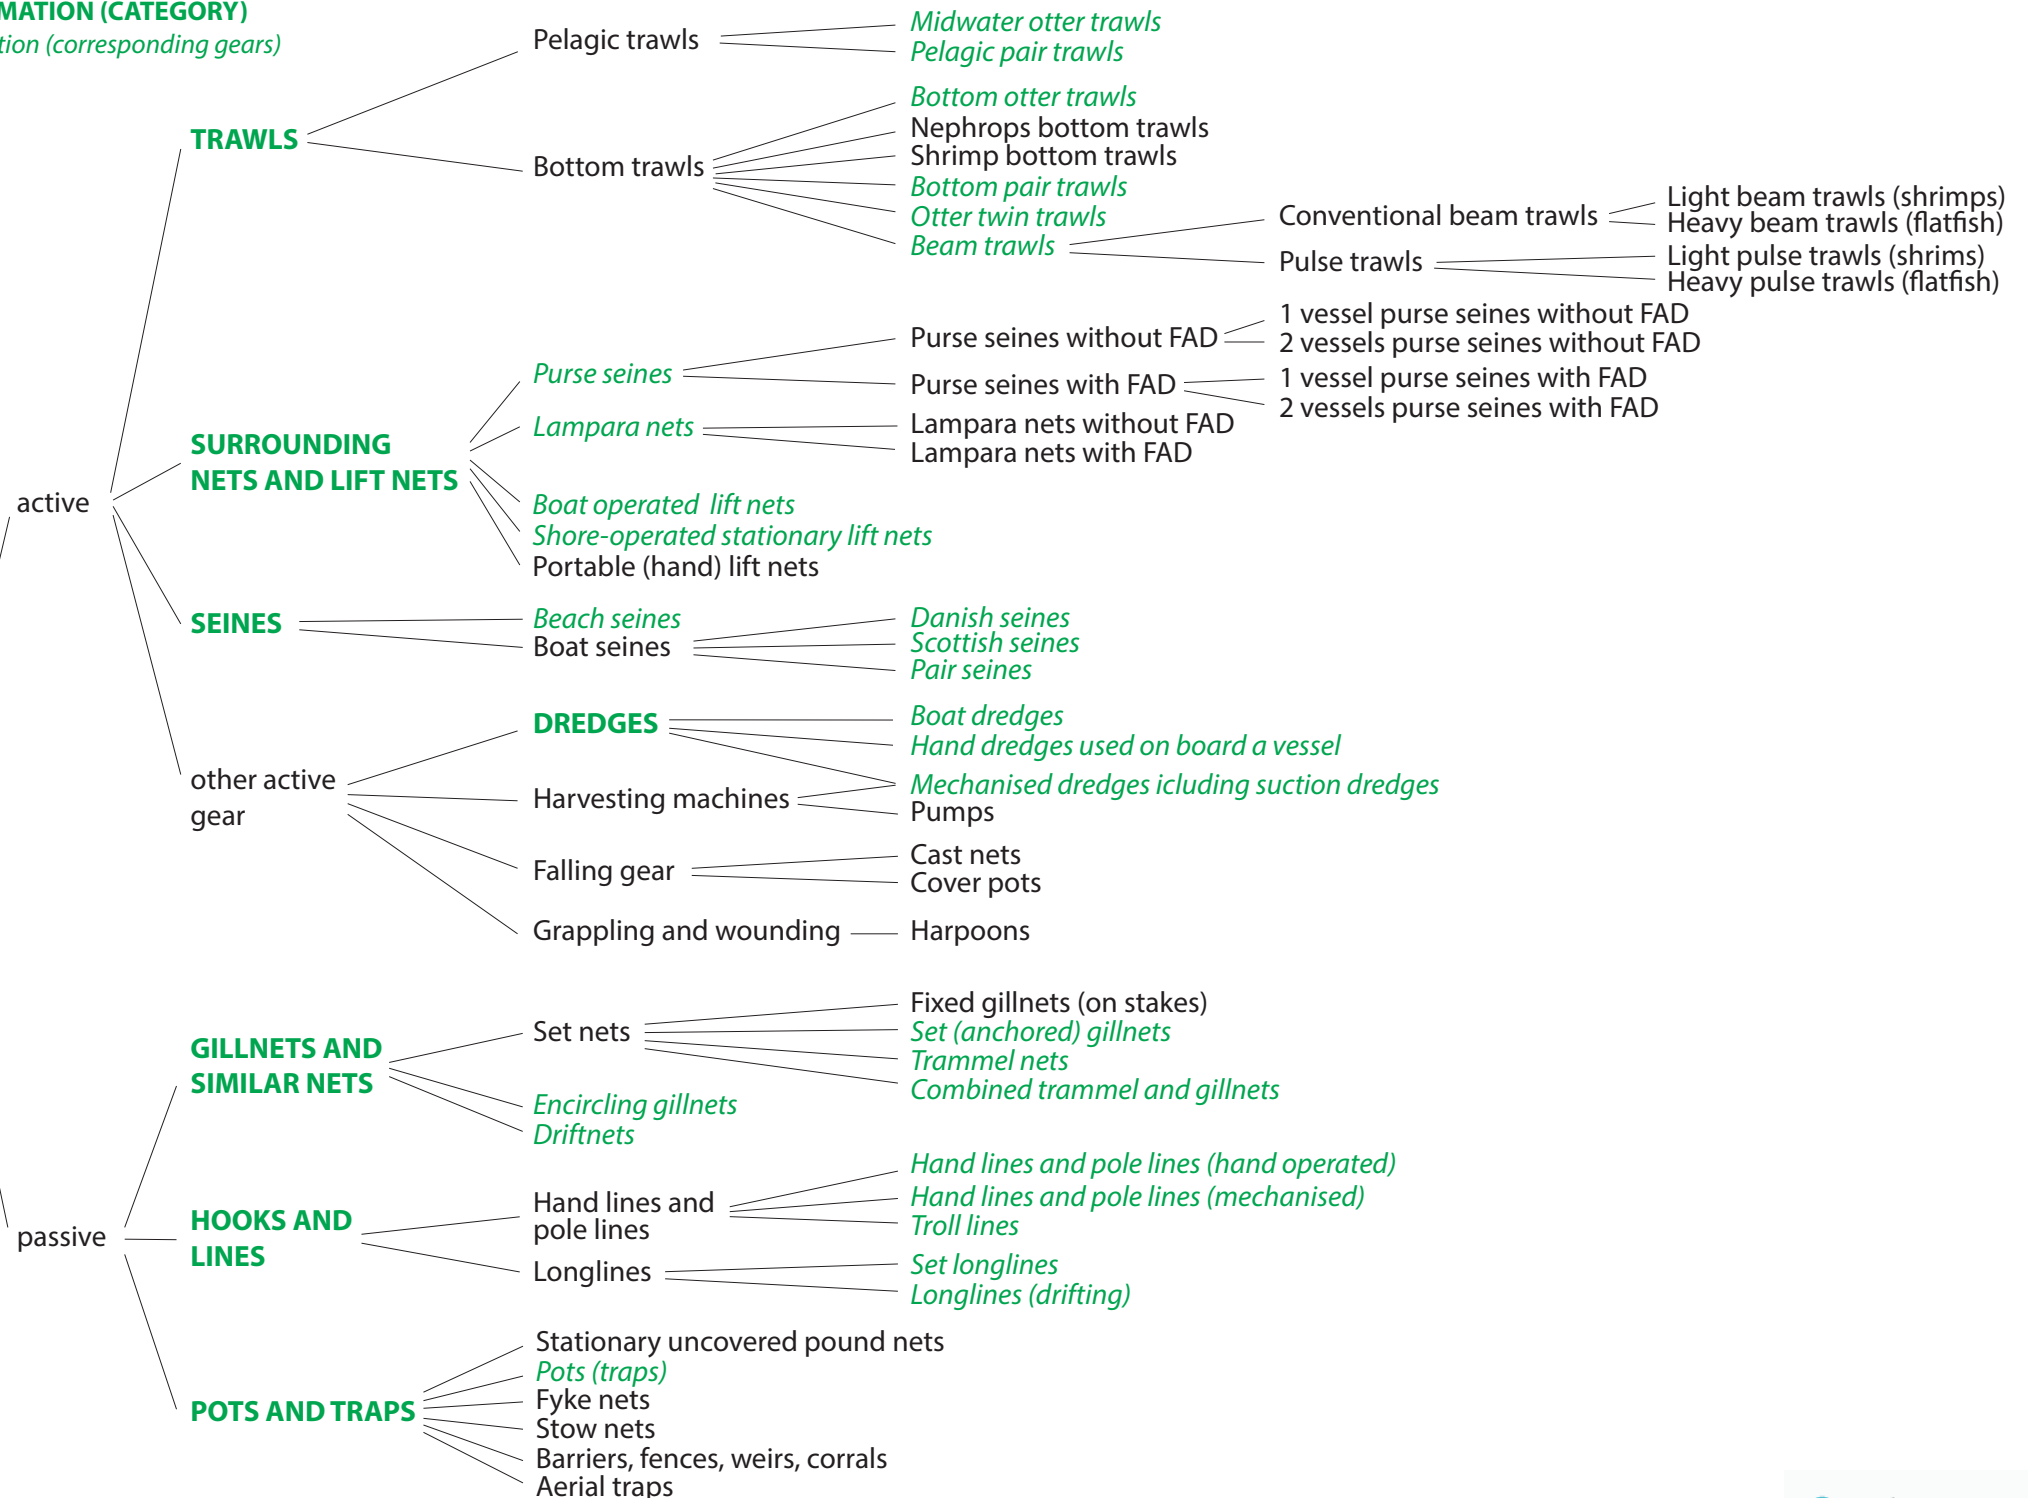 MATION (CATEGORY)
tion (corresponding gears)
active
TRAWLS
Pelagic trawls
Midwater otter trawls
Pelagic pair trawls
Bottom trawls
Bottom otter trawls
Nephrops bottom trawls
Shrimp bottom trawls
Bottom pair trawls
Otter twin trawls
Beam trawls
Conventional beam trawls
Light beam trawls (shrimps)
Heavy beam trawls (flatfish)
Pulse trawls
Light pulse trawls (shrims)
Heavy pulse trawls (flatfish)
SURROUNDING
NETS AND LIFT NETS
Purse seines
Purse seines without FAD
1 vessel purse seines without FAD
2 vessels purse seines without FAD
Purse seines with FAD
1 vessel purse seines with FAD
2 vessels purse seines with FAD
Lampara nets
Lampara nets without FAD
Lampara nets with FAD
Boat operated  lift nets
Shore-operated stationary lift nets
Portable (hand) lift nets
SEINES
Beach seines
Boat seines
Danish seines
Scottish seines
Pair seines
other active
gear
DREDGES
Boat dredges
Hand dredges used on board a vessel
Mechanised dredges icluding suction dredges
Harvesting machines
Pumps
Falling gear
Cast nets
Cover pots
Grappling and wounding
Harpoons
passive
GILLNETS AND
SIMILAR NETS
Set nets
Fixed gillnets (on stakes)
Set (anchored) gillnets
Trammel nets
Combined trammel and gillnets
Encircling gillnets
Driftnets
HOOKS AND
LINES
Hand lines and
pole lines
Hand lines and pole lines (hand operated)
Hand lines and pole lines (mechanised)
Troll lines
Longlines
Set longlines
Longlines (drifting)
POTS AND TRAPS
Stationary uncovered pound nets
Pots (traps)
Fyke nets
Stow nets
Barriers, fences, weirs, corrals
Aerial traps